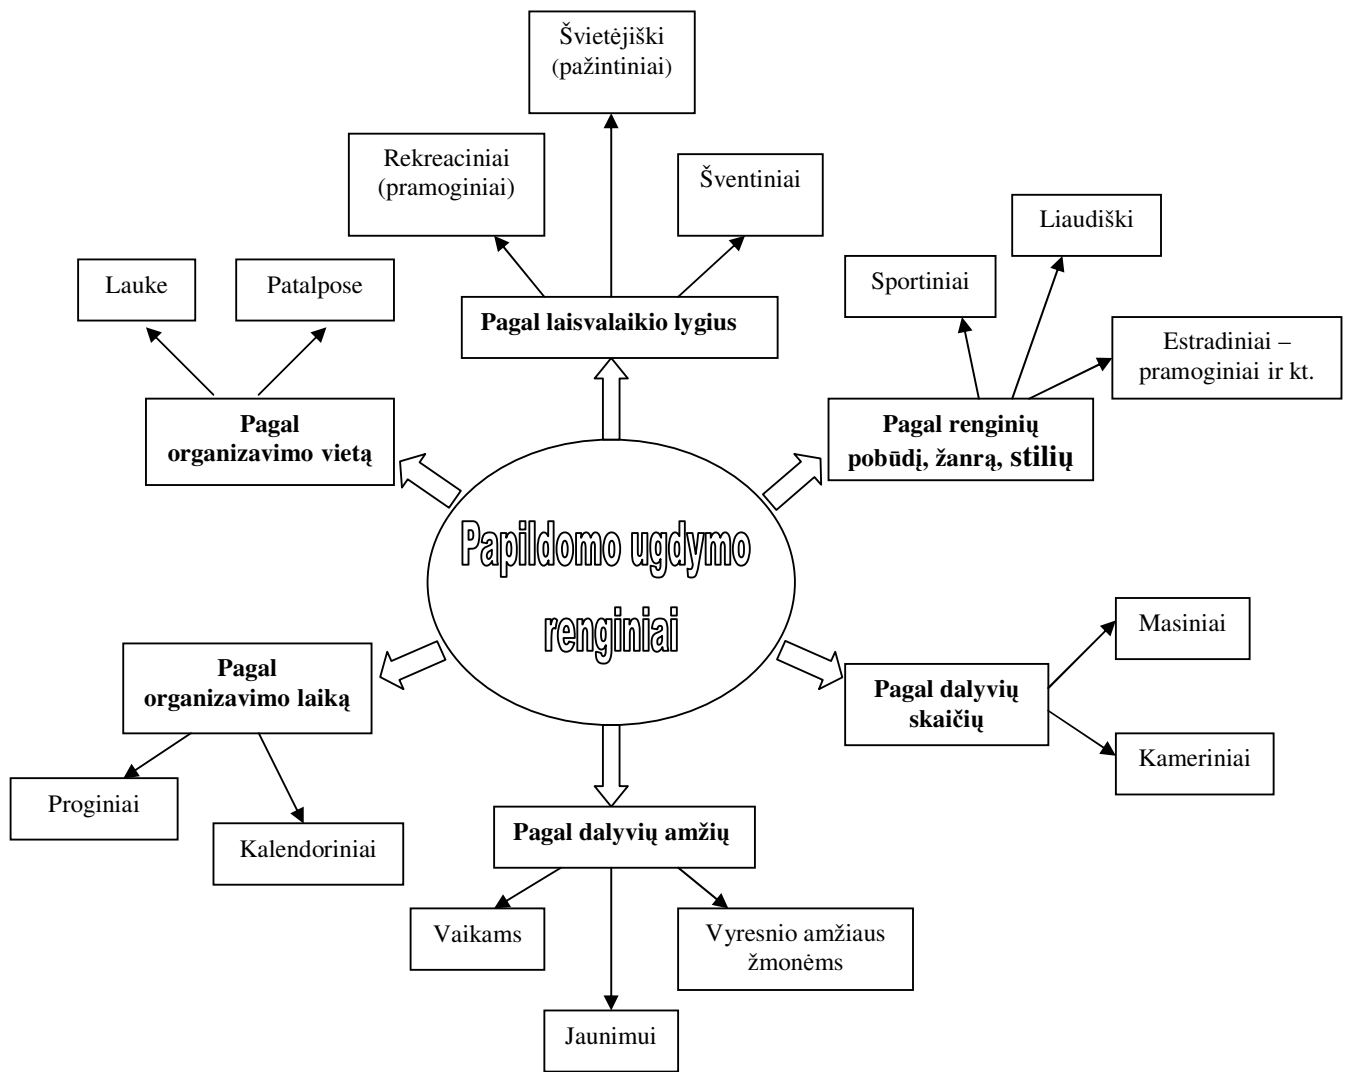 Švietėjiški
(pažintiniai)
Rekreaciniai
(pramoginiai)
Šventiniai
Liaudiški
Lauke
Patalpose
Sportiniai
Pagal laisvalaikio lygius
Estradiniai –
pramoginiai ir kt.
Pagal
organizavimo vietą
Pagal renginių
pobūdį, žanrą, stilių
Papildomo ugdymo
renginiai
Masiniai
Pagal
organizavimo laiką
Pagal dalyvių
skaičių
Kameriniai
Proginiai
Kalendoriniai
Pagal dalyvių amžių
Vaikams
Vyresnio amžiaus
žmonėms
Jaunimui